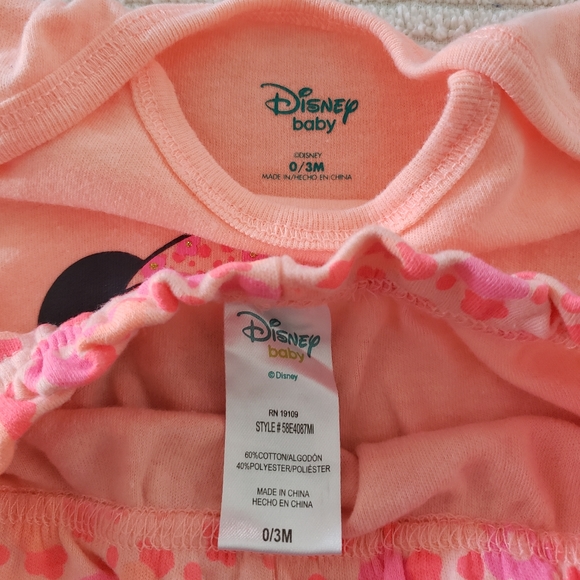 Disney
baby
©DISNEY
0/3M
MADE IN/HECHO EN CHINA
Disney
baby
© Disney
RN 19109
STYLE # 58E4087MI
60%COTTON/ALGODÓN
40%POLYESTER/POLIÉSTER
MADE IN CHINA
HECHO EN CHINA
0/3M